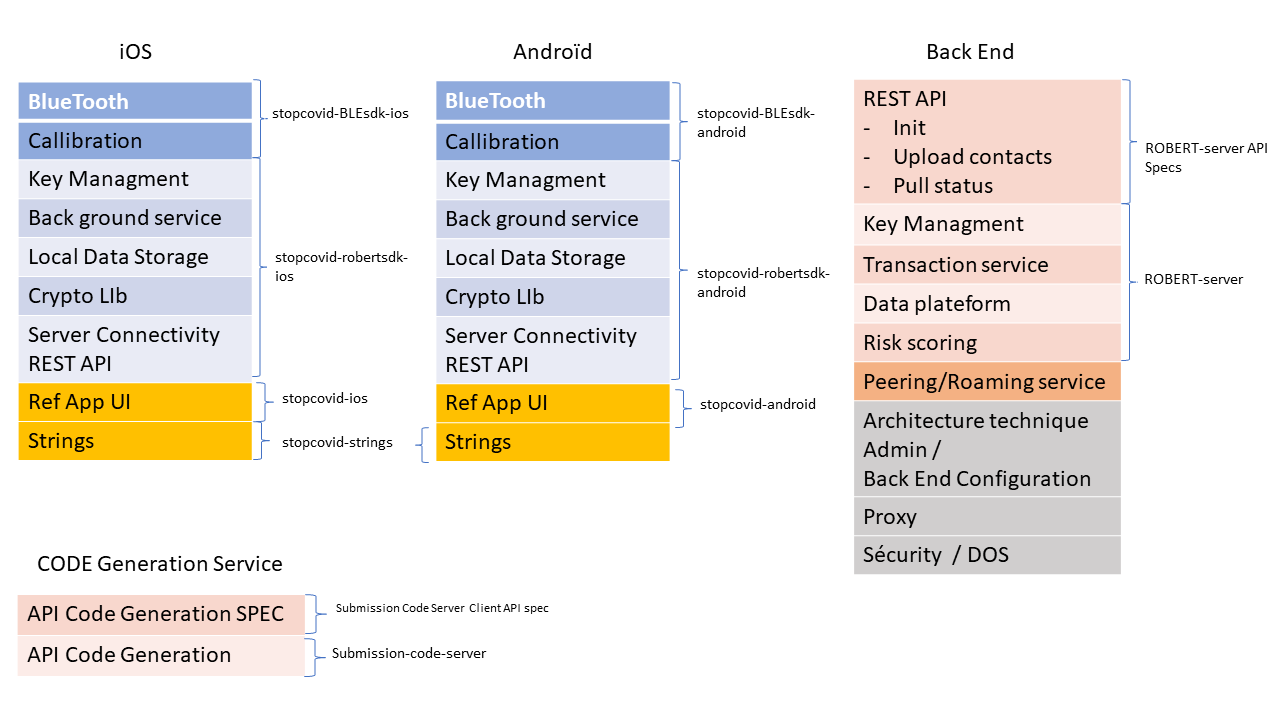 iOS
BlueTooth
Callibration
Key Managment
Back ground service
Local Data Storage
Crypto LIb
Server Connectivity
REST API
Ref App UI
Strings
stopcovid-BLEsdk-ios
stopcovid-robertsdk-
ios
stopcovid-ios
stopcovid-strings
Androïd
BlueTooth
Callibration
Key Managment
Back ground service
Local Data Storage
Crypto LIb
Server Connectivity
REST API
Ref App UI
Strings
stopcovid-BLEsdk-
android
stopcovid-robertsdk-
android
stopcovid-android
Back End
REST API
- Init
- Upload contacts
- Pull status
Key Managment
Transaction service
Data plateform
Risk scoring
Peering/Roaming service
Architecture technique
Admin /
Back End Configuration
Proxy
Sécurity / DOS
ROBERT-server API
Specs
ROBERT-server
CODE Generation Service
API Code Generation SPEC
API Code Generation
Submission Code Server Client API spec
Submission-code-server